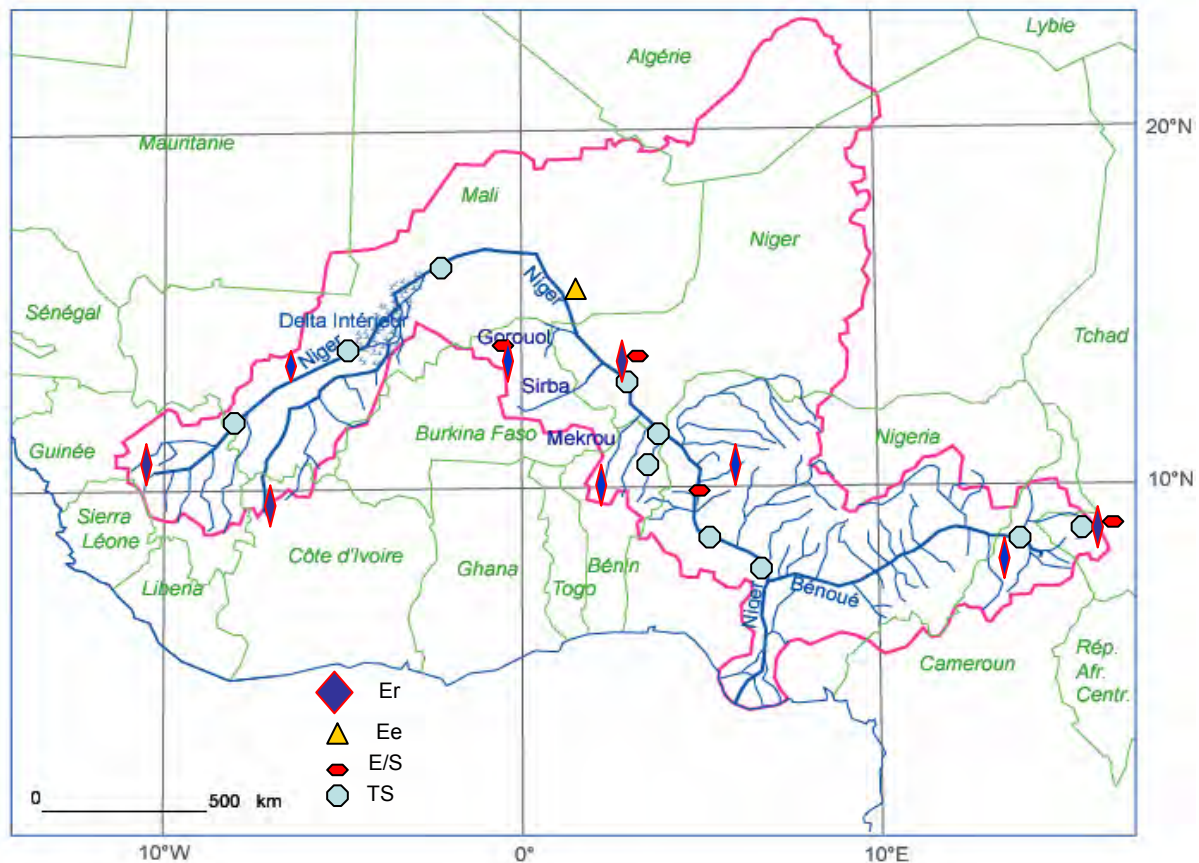 Lybie
Algérie
20°N
Mauritanie
Mali
Niger
Niger
Sénégal
Delta Intérieur
Niger
Gorouol
Tchad
Sirba
Guinée
Burkina Faso
Mekrou
Nigeria
10°N
Sierra
Léone
Côte d'Ivoire
Ghana
Togo
Bénin
Liberia
Niger
Bénoué
Cameroun
Rép.
Afr.
Centr.
Er
Ee
E/S
TS
0 500 km
10°W
0°
10°E